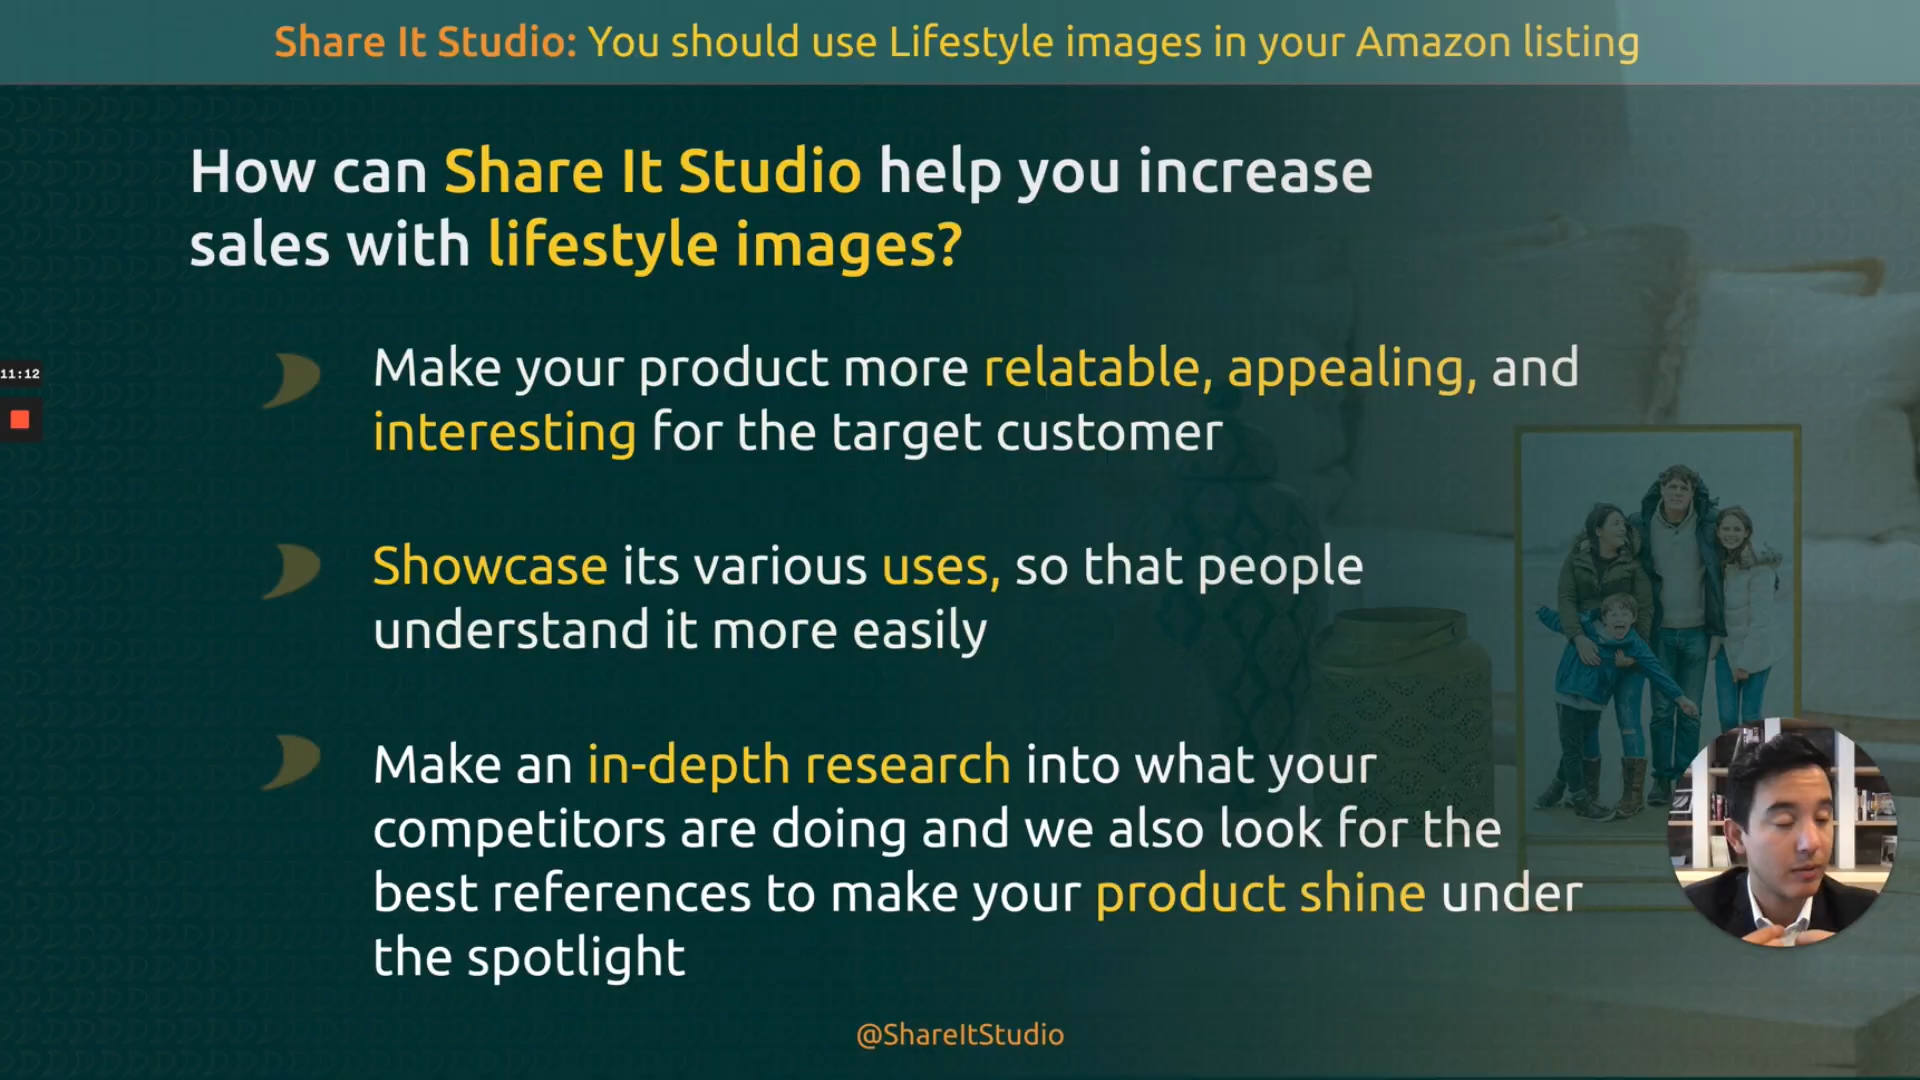 Share It Studio: You should use Lifestyle images in your Amazon listing
How can Share It Studio help you increase
sales with lifestyle images?
11:12
Make your product more relatable, appealing, and
interesting for the target customer
Showcase its various uses, so that people
understand it more easily
Make an in-depth research into what your
competitors are doing and we also look for the
best references to make your product shine under
the spotlight
@ShareItStudio